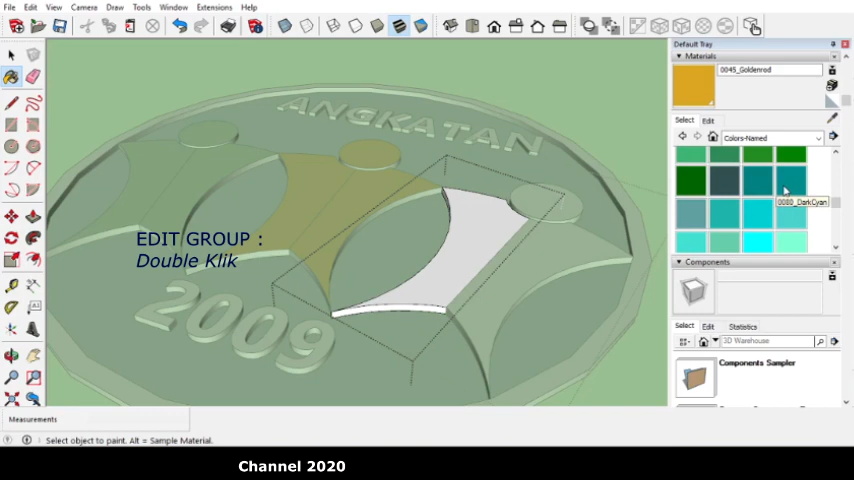 File Edit View Camera Draw Tools Window Extensions Help
Default Tray
Materials
0045_Goldenrod
Select Edit
Colors-Named
0080_DarkCyan
Components
Select Edit Statistics
3D Warehouse
Components Sampler
ANGKATAN
EDIT GROUP :
Double Klik
2009
Measurements
Select object to paint. Alt = Sample Material.
Channel 2020